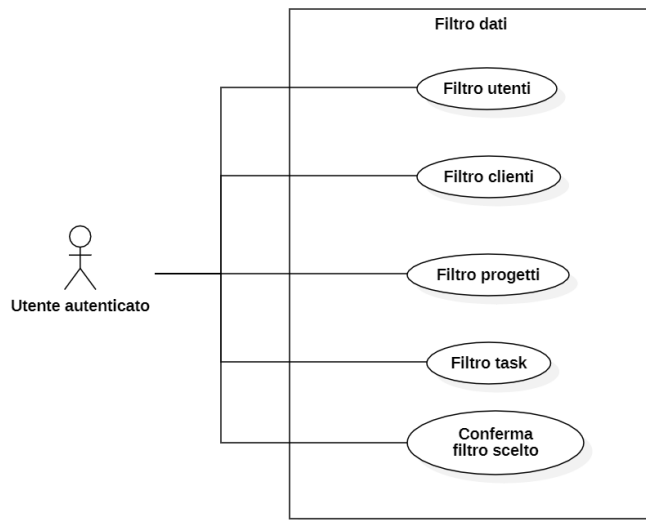 Filtro dati
Filtro utenti
Filtro clienti
Filtro progetti
Utente autenticato
Filtro task
Conferma
filtro scelto